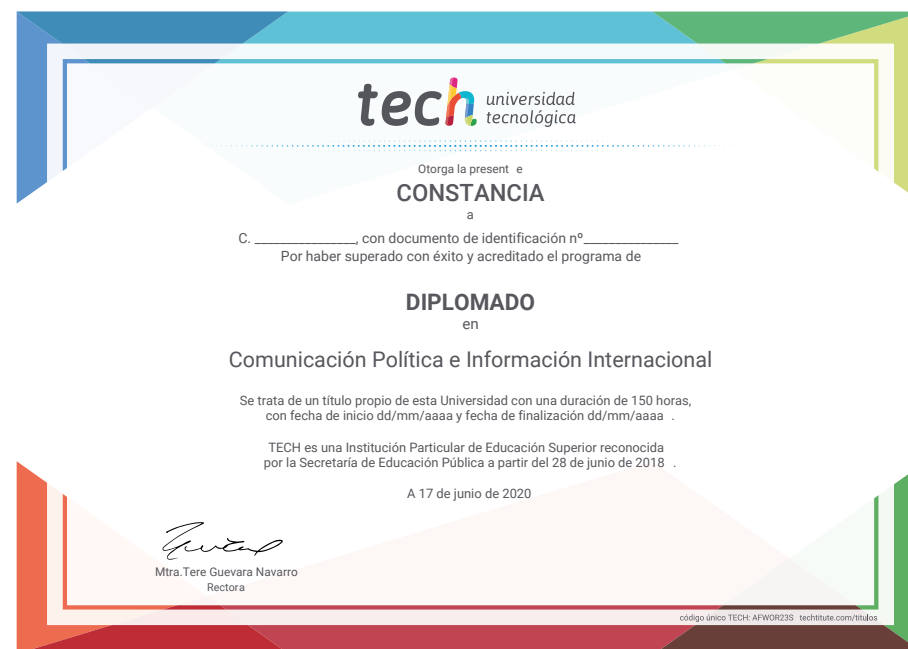 tech universidad
tecnológica
Otorga la present e
CONSTANCIA
a
C. _______________, con documento de identificación nº______________
Por haber superado con éxito y acreditado el programa de
DIPLOMADO
en
Comunicación Política e Información Internacional
Se trata de un título propio de esta Universidad con una duración de 150 horas,
con fecha de inicio dd/mm/aaaa y fecha de finalización dd/mm/aaaa .
TECH es una Institución Particular de Educación Superior reconocida
por la Secretaría de Educación Pública a partir del 28 de junio de 2018 .
A 17 de junio de 2020
Mtra.Tere Guevara Navarro
Rectora
código único TECH: AFWOR23S techtitute.com/titulos